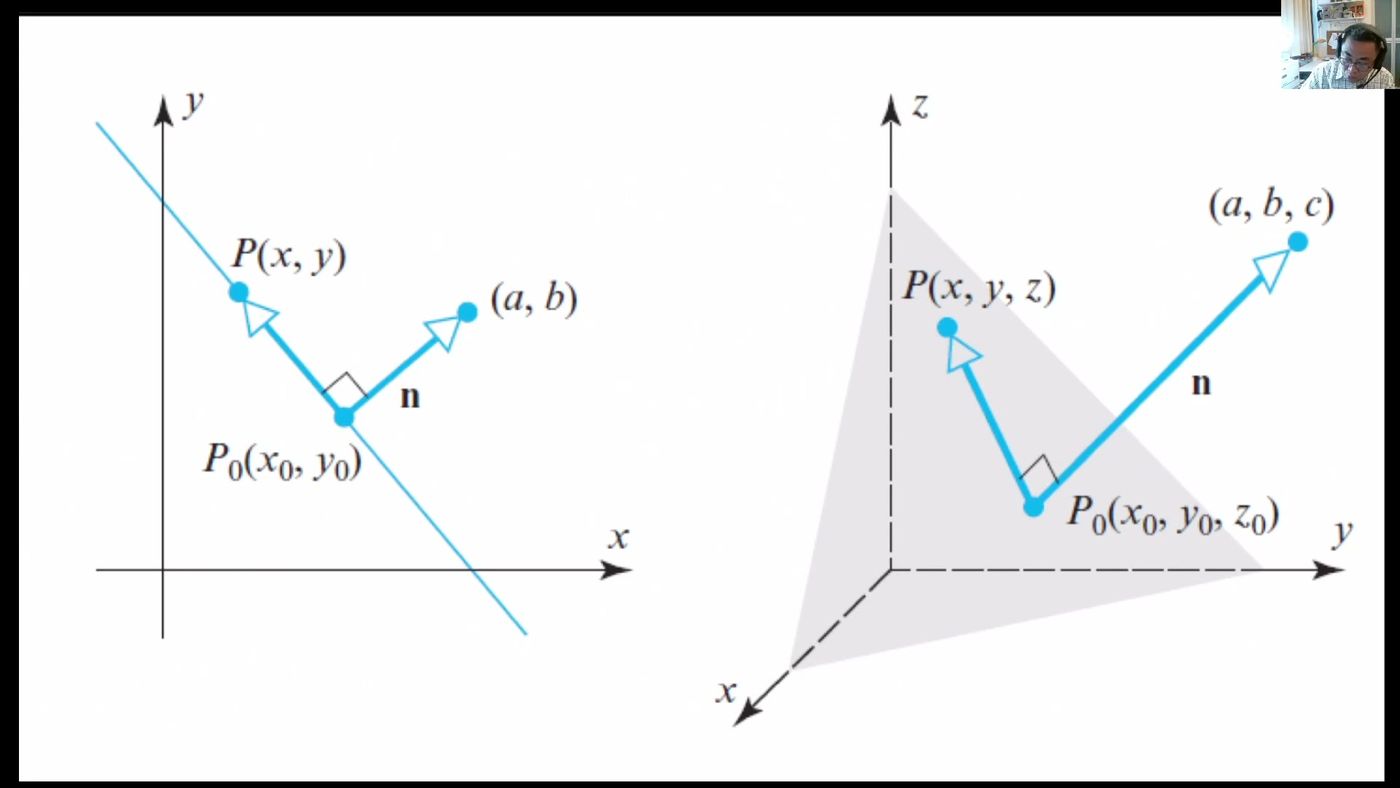 y
P(x, y)
(a, b)
n
P₀(x₀, y₀)
x
z
(a, b, c)
P(x, y, z)
n
P₀(x₀, y₀, z₀)
y
x